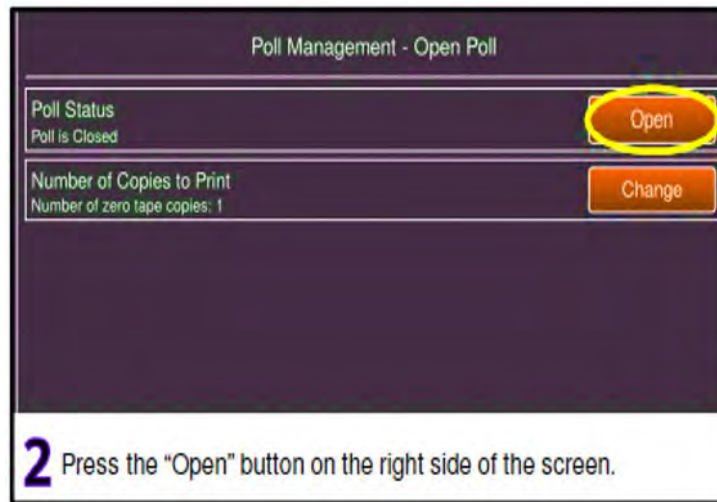 Poll Management - Open Poll
Poll Status
Poll is Closed
Open
Number of Copies to Print
Number of zero tape copies: 1
Change
2 Press the “Open” button on the right side of the screen.